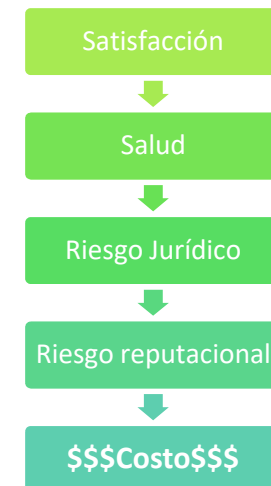 Satisfacción
Salud
Riesgo Jurídico
Riesgo reputacional
$$$Costo$$$